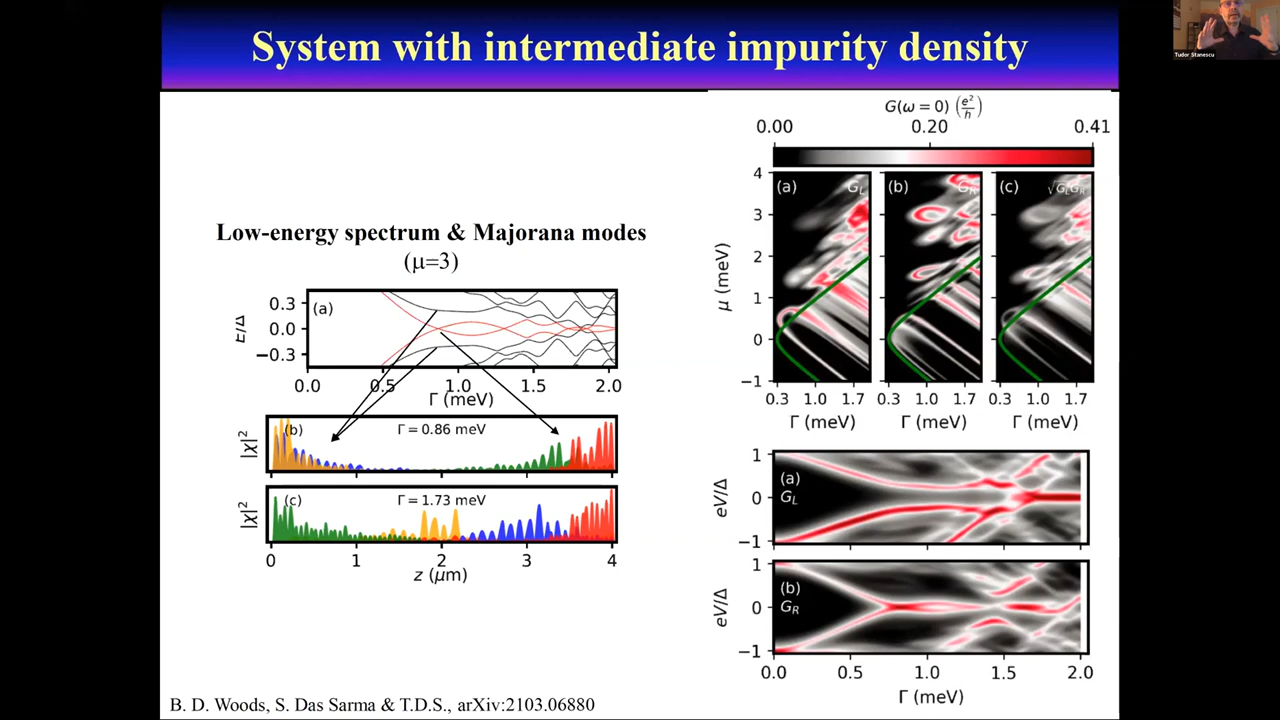 System with intermediate impurity density
Tudor Stanescu
G(ω=0) (e²/h)
0.00 0.20 0.41
(a) G_L (b) G_R (c) √G_LG_R
4
3
2
1
0
−1
μ (meV)
0.3 1.0 1.7 0.3 1.0 1.7 0.3 1.0 1.7
Γ (meV) Γ (meV) Γ (meV)
Low-energy spectrum & Majorana modes
(μ=3)
(a)
0.3
0.0
−0.3
E/Δ
0.0 0.5 1.0 1.5 2.0
Γ (meV)
(b) Γ = 0.86 meV
|χ|²
(c) Γ = 1.73 meV
|χ|²
0 1 2 3 4
z (μm)
1
0
−1
eV/Δ
(a)
G_L
1
0
−1
eV/Δ
(b)
G_R
0.0 0.5 1.0 1.5 2.0
Γ (meV)
B. D. Woods, S. Das Sarma & T.D.S., arXiv:2103.06880